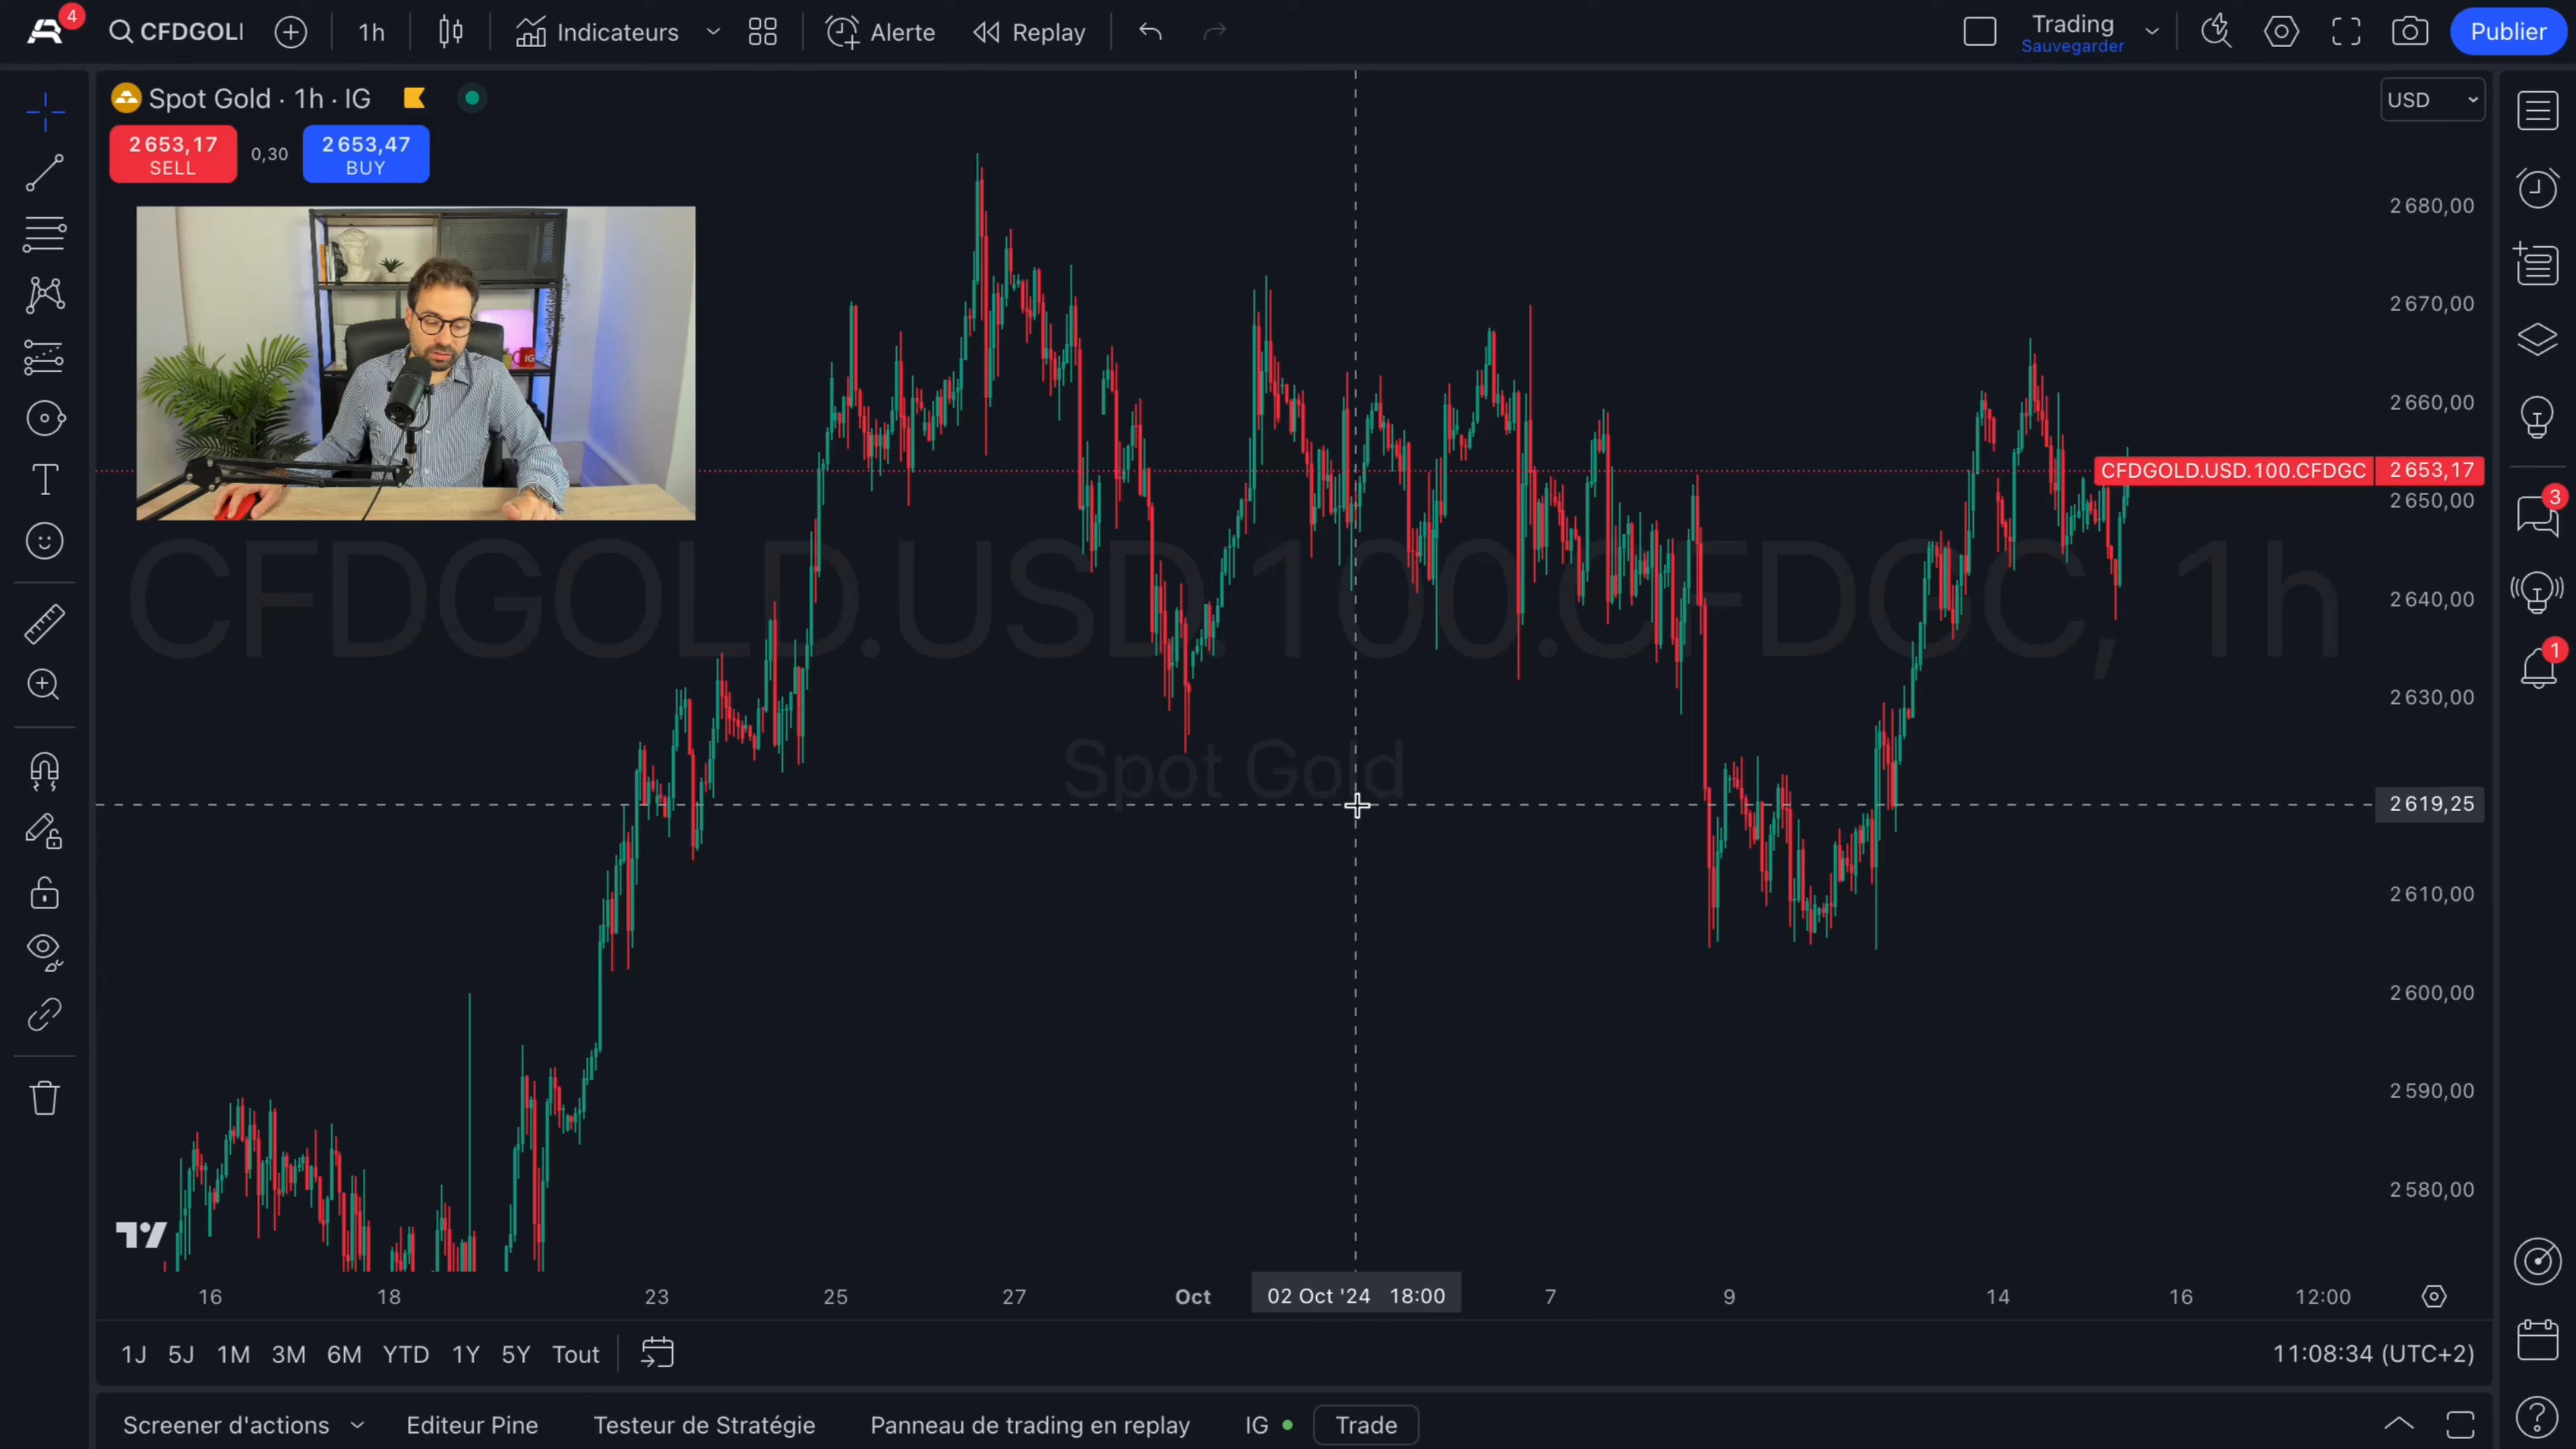 4
CFDGOLI
1h
Indicateurs
Alerte
Replay
Trading
Sauvegarder
Publier
Spot Gold · 1h · IG
USD
2 653,17
SELL
0,30
2 653,47
BUY
IG
2 680,00
2 670,00
2 660,00
CFDGOLD.USD.100.CFDGC
2 653,17
2 650,00
3
CFDGOLD.USD.100.CFDGC, 1h
2 640,00
1
2 630,00
Spot Gold
2 619,25
2 610,00
2 600,00
2 590,00
2 580,00
16
18
23
25
27
Oct
02 Oct '24 18:00
7
9
14
16
12:00
1J
5J
1M
3M
6M
YTD
1Y
5Y
Tout
11:08:34 (UTC+2)
Screener d'actions
Editeur Pine
Testeur de Stratégie
Panneau de trading en replay
IG
Trade